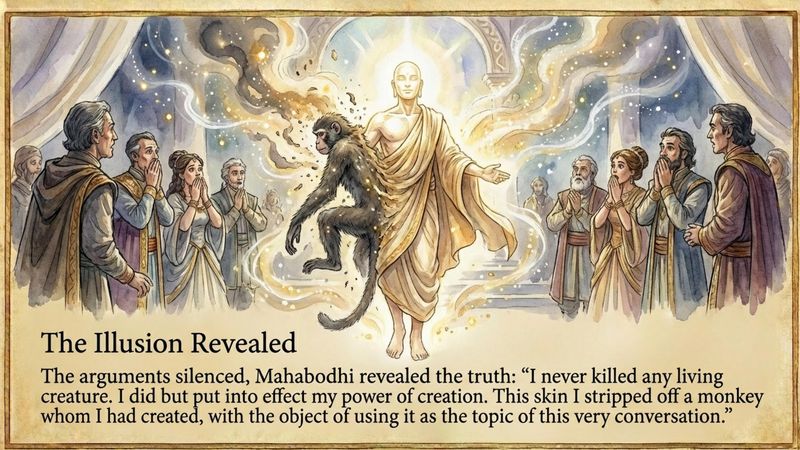 The Illusion Revealed
The arguments silenced, Mahabodhi revealed the truth: “I never killed any living
creature. I did but put into effect my power of creation. This skin I stripped off a monkey
whom I had created, with the object of using it as the topic of this very conversation.”